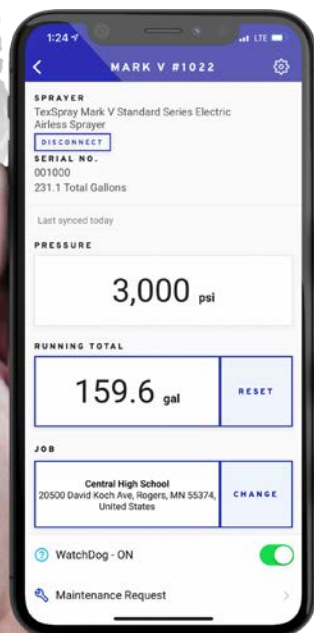 1:24
LTE
MARK V #1022
SPRAYER
TexSpray Mark V Standard Series Electric
Airless Sprayer
DISCONNECT
SERIAL NO.
001000
231.1 Total Gallons
Last synced today
PRESSURE
3,000 psi
RUNNING TOTAL
159.6 gal
RESET
JOB
Central High School
20500 David Koch Ave, Rogers, MN 55374,
United States
CHANGE
WatchDog - ON
Maintenance Request